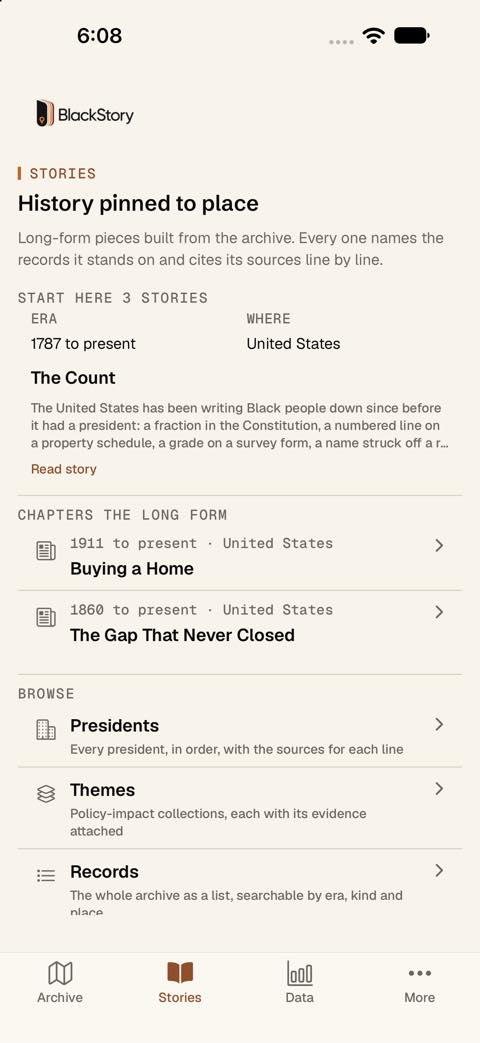 6:08
BlackStory
STORIES
History pinned to place
Long-form pieces built from the archive. Every one names the
records it stands on and cites its sources line by line.
START HERE 3 STORIES
ERA
WHERE
1787 to present
United States
The Count
The United States has been writing Black people down since before
it had a president: a fraction in the Constitution, a numbered line on
a property schedule, a grade on a survey form, a name struck off a r...
Read story
CHAPTERS THE LONG FORM
1911 to present · United States
Buying a Home
1860 to present · United States
The Gap That Never Closed
BROWSE
Presidents
Every president, in order, with the sources for each line
Themes
Policy-impact collections, each with its evidence
attached
Records
The whole archive as a list, searchable by era, kind and
place
Archive
Stories
Data
More